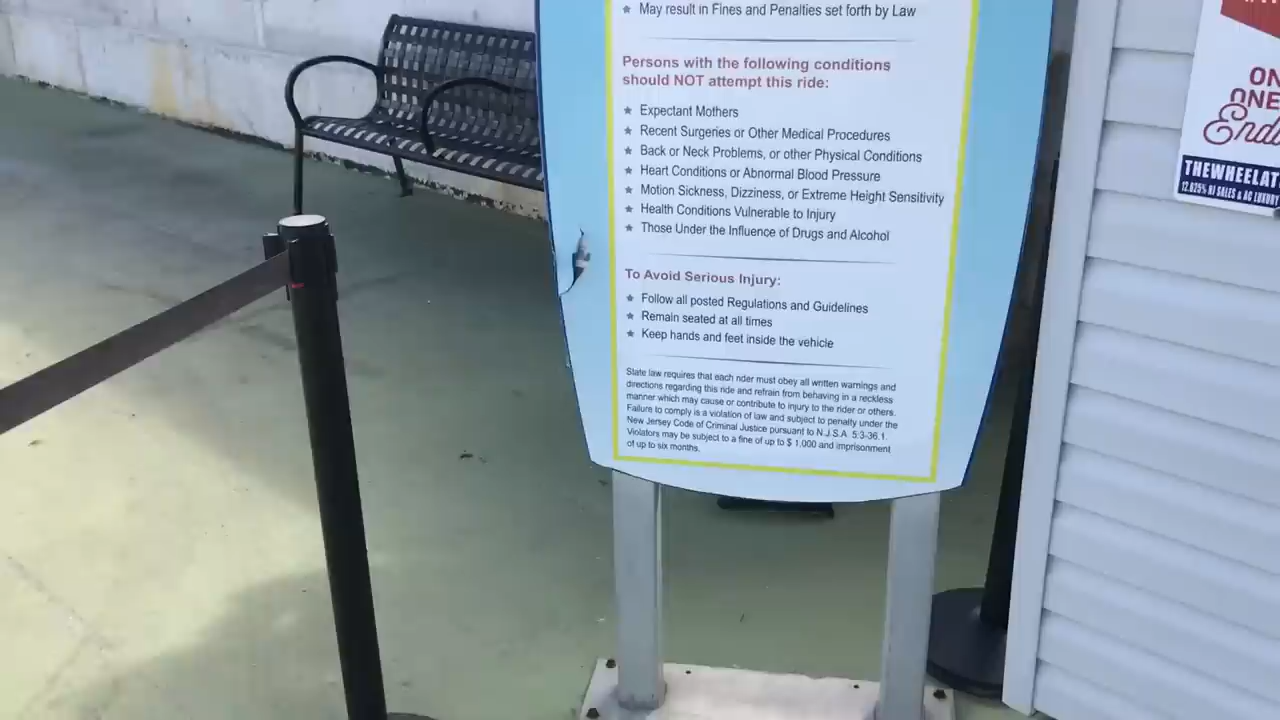 ★ May result in Fines and Penalties set forth by Law
Persons with the following conditions
should NOT attempt this ride:
★ Expectant Mothers
★ Recent Surgeries or Other Medical Procedures
★ Back or Neck Problems, or other Physical Conditions
★ Heart Conditions or Abnormal Blood Pressure
★ Motion Sickness, Dizziness, or Extreme Height Sensitivity
★ Health Conditions Vulnerable to Injury
★ Those Under the Influence of Drugs and Alcohol
To Avoid Serious Injury:
★ Follow all posted Regulations and Guidelines
★ Remain seated at all times
★ Keep hands and feet inside the vehicle
State law requires that each rider must obey all written warnings and
directions regarding this ride and refrain from behaving in a reckless
manner which may cause or contribute to injury to the rider or others.
Failure to comply is a violation of law and subject to penalty under the
New Jersey Code of Criminal Justice pursuant to N.J.S.A. 5:3-36.1.
Violators may be subject to a fine of up to $ 1,000 and imprisonment
of up to six months.
ON
ONE
End
THEWHEELAT
12.625% NJ SALES & AC LUXURY